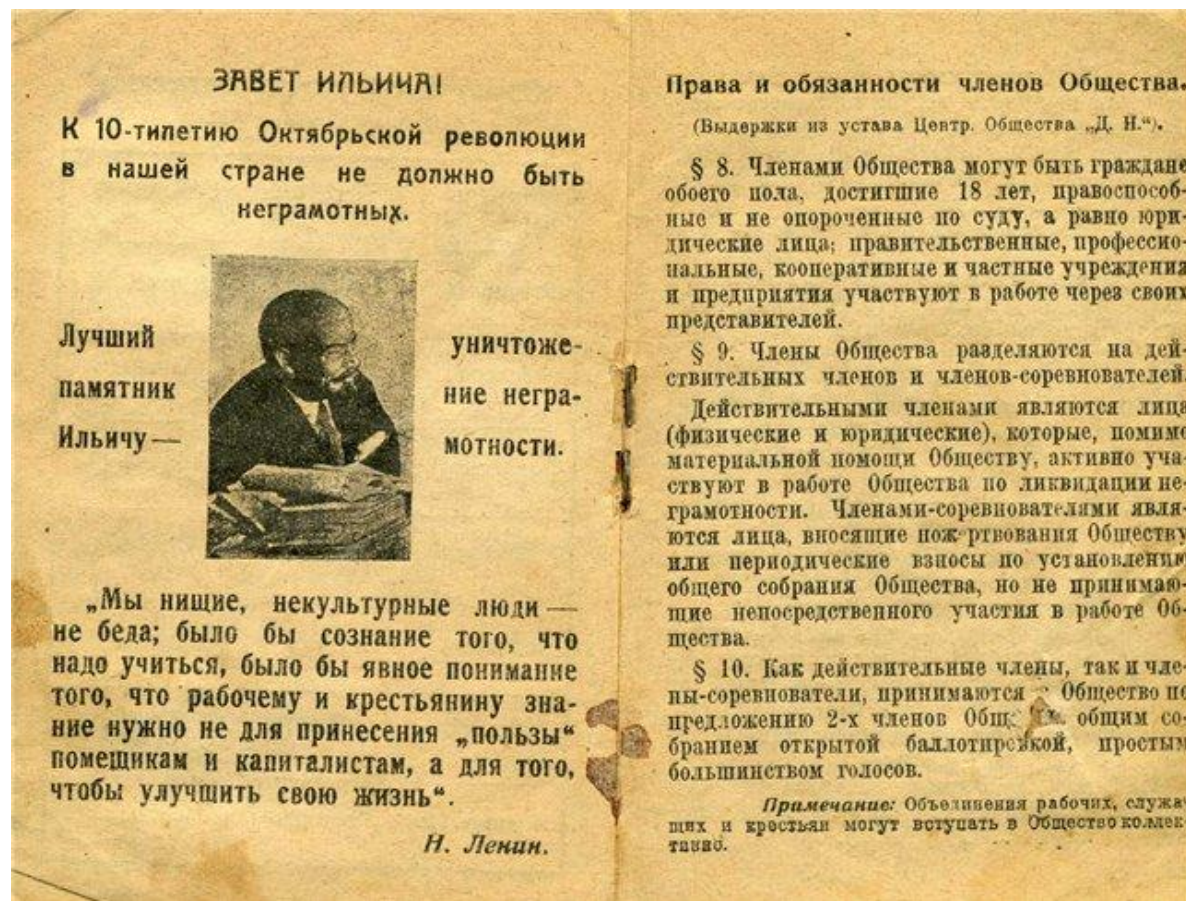 ЗАВЕТ ИЛЬИЧА!
К 10-тилетию Октябрьской революции
в нашей стране не должно быть
неграмотных.
Лучший
памятник
Ильичу —
уничтоже-
ние негра-
мотности.
„Мы нищие, некультурные люди —
не беда; было бы сознание того, что
надо учиться, было бы явное понимание
того, что рабочему и крестьянину зна-
ние нужно не для принесения „пользы“
помещикам и капиталистам, а для того,
чтобы улучшить свою жизнь“.
Н. Ленин.
Права и обязанности членов Общества.
(Выдержки из устава Центр. Общества „Д. Н.“).
§ 8. Членами Общества могут быть граждане
обоего пола, достигшие 18 лет, правоспособ-
ные и не опороченные по суду, а равно юри-
дические лица; правительственные, профессио-
нальные, кооперативные и частные учреждения
и предприятия участвуют в работе через своих
представителей.
§ 9. Члены Общества разделяются на дей-
ствительных членов и членов-соревнователей.
Действительными членами являются лица
(физические и юридические), которые, помимо
материальной помощи Обществу, активно уча-
ствуют в работе Общества по ликвидации не-
грамотности. Членами-соревнователями явля-
ются лица, вносящие пожертвования Обществу
или периодические взносы по установлению
общего собрания Общества, но не принимаю-
щие непосредственного участия в работе Об-
щества.
§ 10. Как действительные члены, так и чле-
ны-соревнователи, принимаются Общество по
предложению 2-х членов общим со-
бранием открытой баллотировкой, простым
большинством голосов.
Примечание: Объединения рабочих, служа-
щих и крестьян могут вступать в Общество коллек-
тивно.